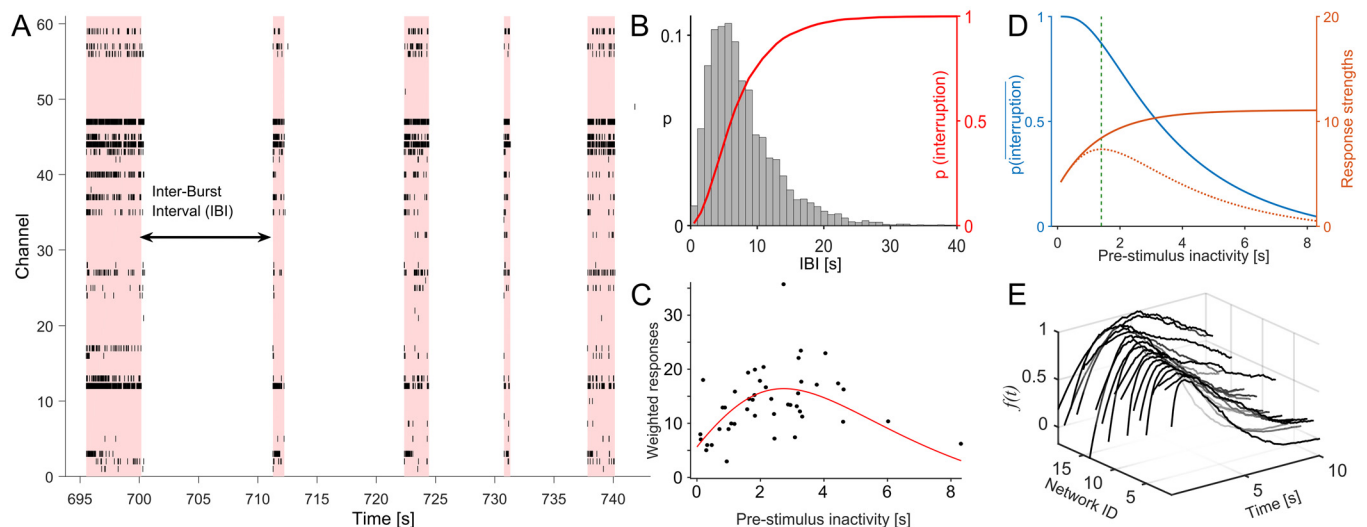 A
60
50
40
30
20
10
0
Channel
Inter-Burst
Interval (IBI)
695
700
705
710
715
720
725
730
735
740
Time [s]
B
0.1
p
0
1
0.5
0
p (interruption)
0
10
20
30
40
IBI [s]
C
30
20
10
0
Weighted responses
0
2
4
6
8
Pre-stimulus inactivity [s]
D
1
0.5
0
p(interruption)
20
10
0
Response strengths
0
2
4
6
8
Pre-stimulus inactivity [s]
E
1
0.5
0
f(t)
15
10
5
Network ID
5
10
Time [s]